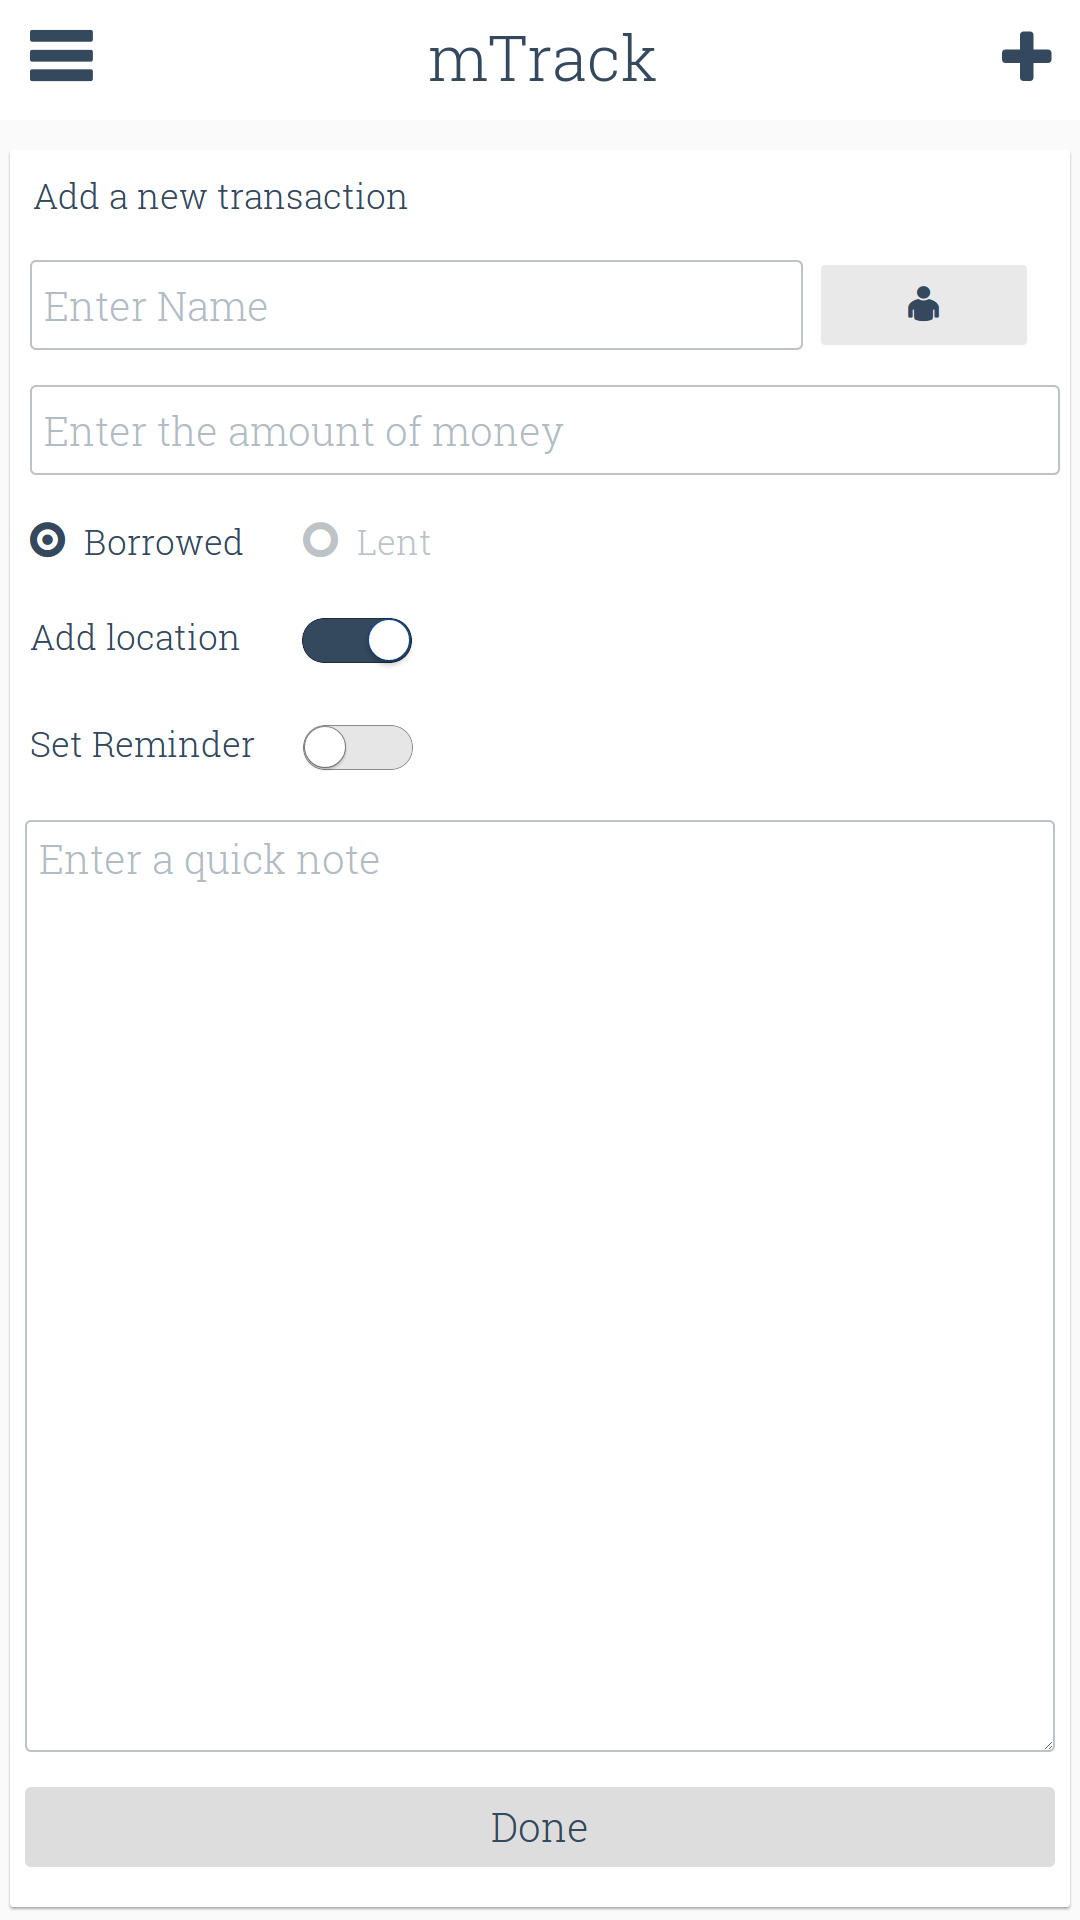 mTrack
Add a new transaction
Enter Name
Enter the amount of money
Borrowed Lent
Add location
Set Reminder
Enter a quick note
Done